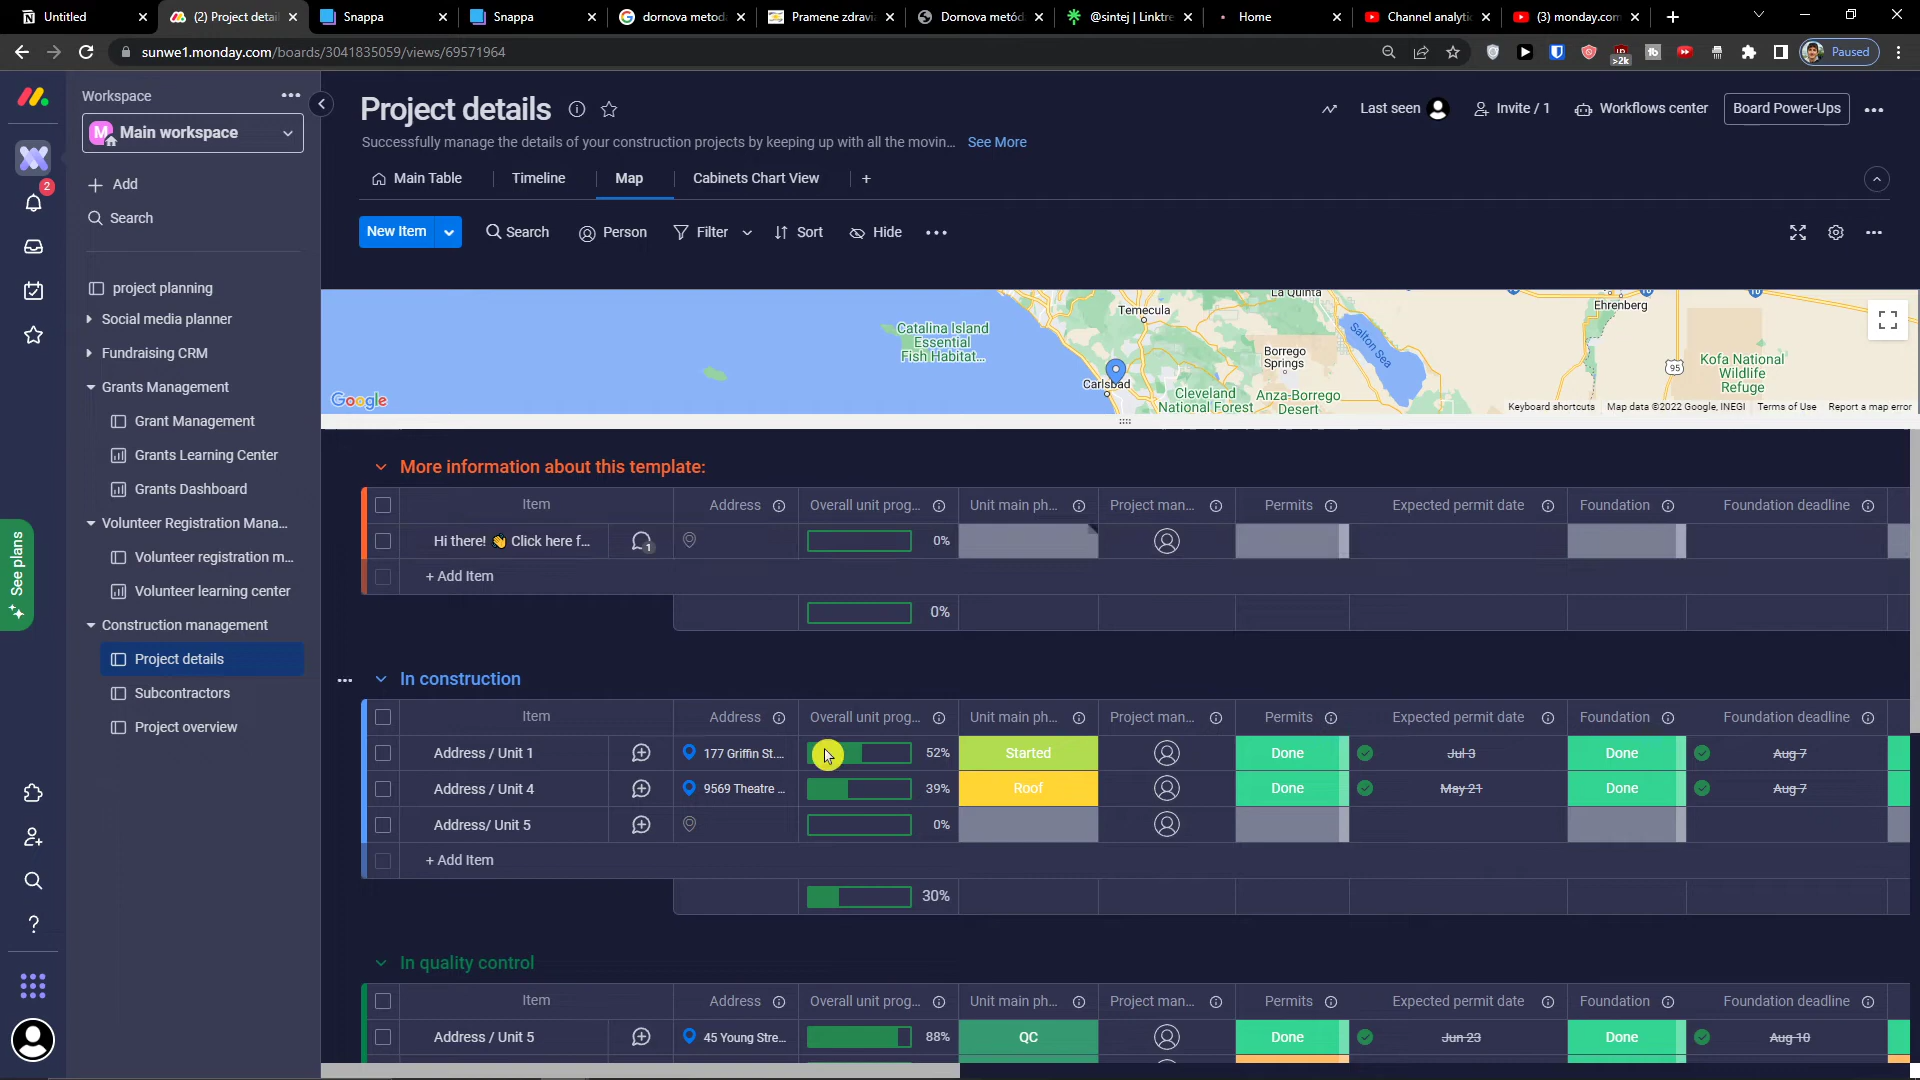 Untitled
(2) Project detai
Snappa
Snappa
dornova metod
Pramene zdravi
Dornova metód
@sintej | Linktre
Home
Channel analyti
(3) monday.com
sunwe1.monday.com/boards/3041835059/views/69571964
>2k
Paused
Workspace
M Main workspace
2
Add
Search
project planning
Social media planner
Fundraising CRM
Grants Management
Grant Management
Grants Learning Center
Grants Dashboard
Volunteer Registration Mana...
Volunteer registration m...
Volunteer learning center
Construction management
Project details
Subcontractors
Project overview
See plans
Project details
Last seen
Invite / 1
Workflows center
Board Power-Ups
Successfully manage the details of your construction projects by keeping up with all the movin... See More
Main Table
Timeline
Map
Cabinets Chart View
New Item
Search
Person
Filter
Sort
Hide
La Quinta
Temecula
Ehrenberg
Catalina Island
Essential
Fish Habitat...
Salton Sea
Borrego
Springs
Carlsbad
Cleveland
National Forest
Anza-Borrego
Desert
95
Kofa National
Wildlife
Refuge
10
10
Google
Keyboard shortcuts
Map data ©2022 Google, INEGI
Terms of Use
Report a map error
More information about this template:
Item Address Overall unit prog... Unit main ph... Project man... Permits Expected permit date Foundation Foundation deadline
Hi there! 👋 Click here f... 1 0%
+ Add Item
0%
In construction
Item Address Overall unit prog... Unit main ph... Project man... Permits Expected permit date Foundation Foundation deadline
Address / Unit 1 177 Griffin St.... 52% Started Done Jul 3 Done Aug 7
Address / Unit 4 9569 Theatre ... 39% Roof Done May 21 Done Aug 7
Address/ Unit 5 0%
+ Add Item
30%
In quality control
Item Address Overall unit prog... Unit main ph... Project man... Permits Expected permit date Foundation Foundation deadline
Address / Unit 5 45 Young Stre... 88% QC Done Jun 23 Done Aug 10